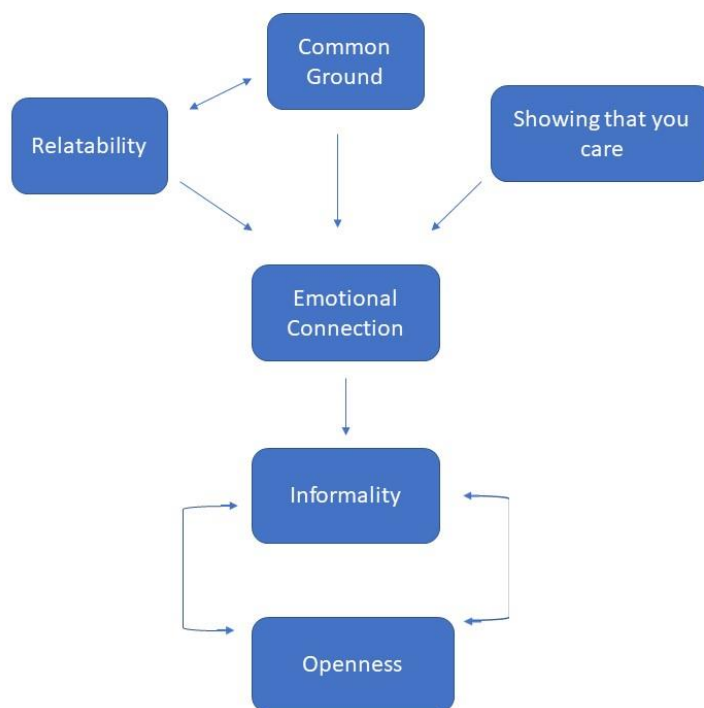 Common
Ground
Relatability
Showing that you
care
Emotional
Connection
Informality
Openness